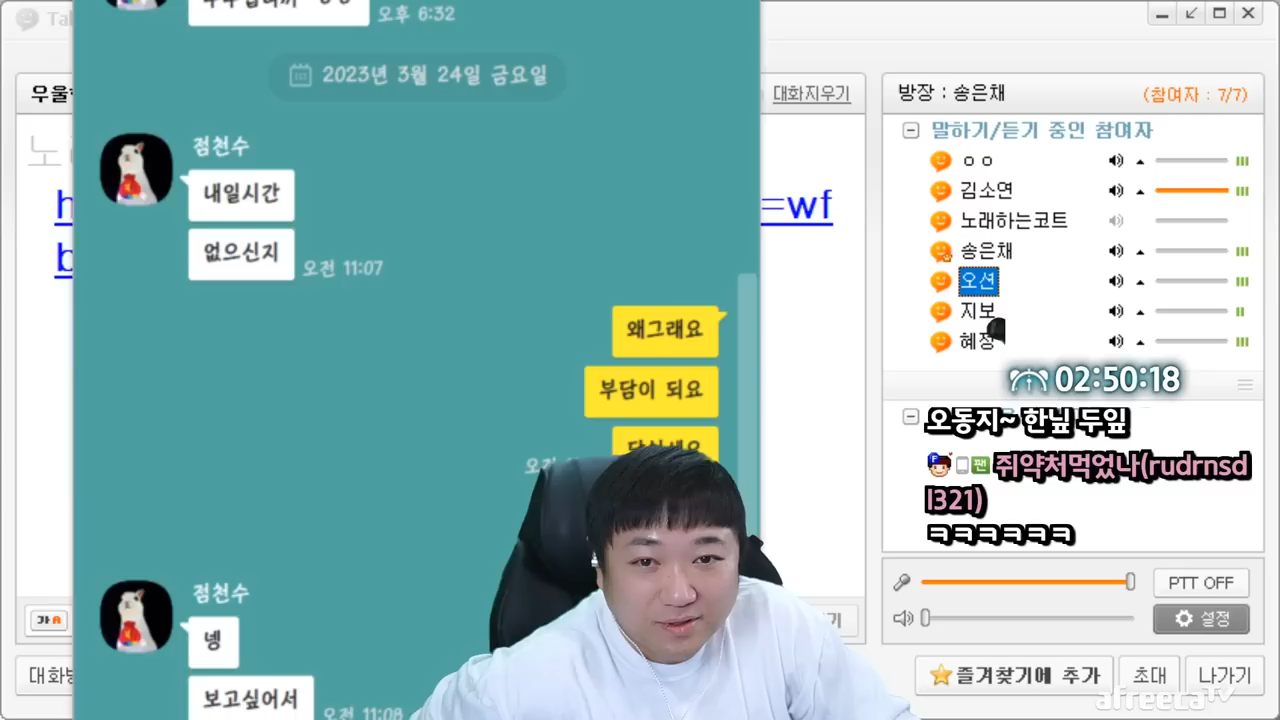 오후 6:32
2023년 3월 24일 금요일
점천수
내일시간
없으신지
오전 11:07
왜그래요
부담이 되요
점천수
넹
보고싶어서
오전 11:08
대화지우기
=wf
방장 : 송은채
(참여자 : 7/7)
말하기/듣기 중인 참여자
ㅇㅇ
김소연
노래하는코트
송은채
오션
지보
혜정
02:50:18
오동지~ 한닢 두잎
쥐약처먹었나(rudrnsd
l321)
ㅋㅋㅋㅋㅋㅋ
PTT OFF
설정
즐겨찾기에 추가
초대
나가기
afreecaTV